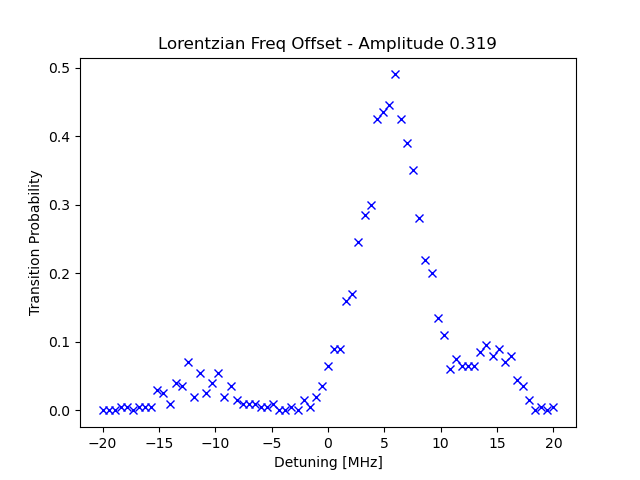 Lorentzian Freq Offset - Amplitude 0.319
0.5
0.4
0.3
0.2
0.1
0.0
Transition Probability
−20 −15 −10 −5 0 5 10 15 20
Detuning [MHz]